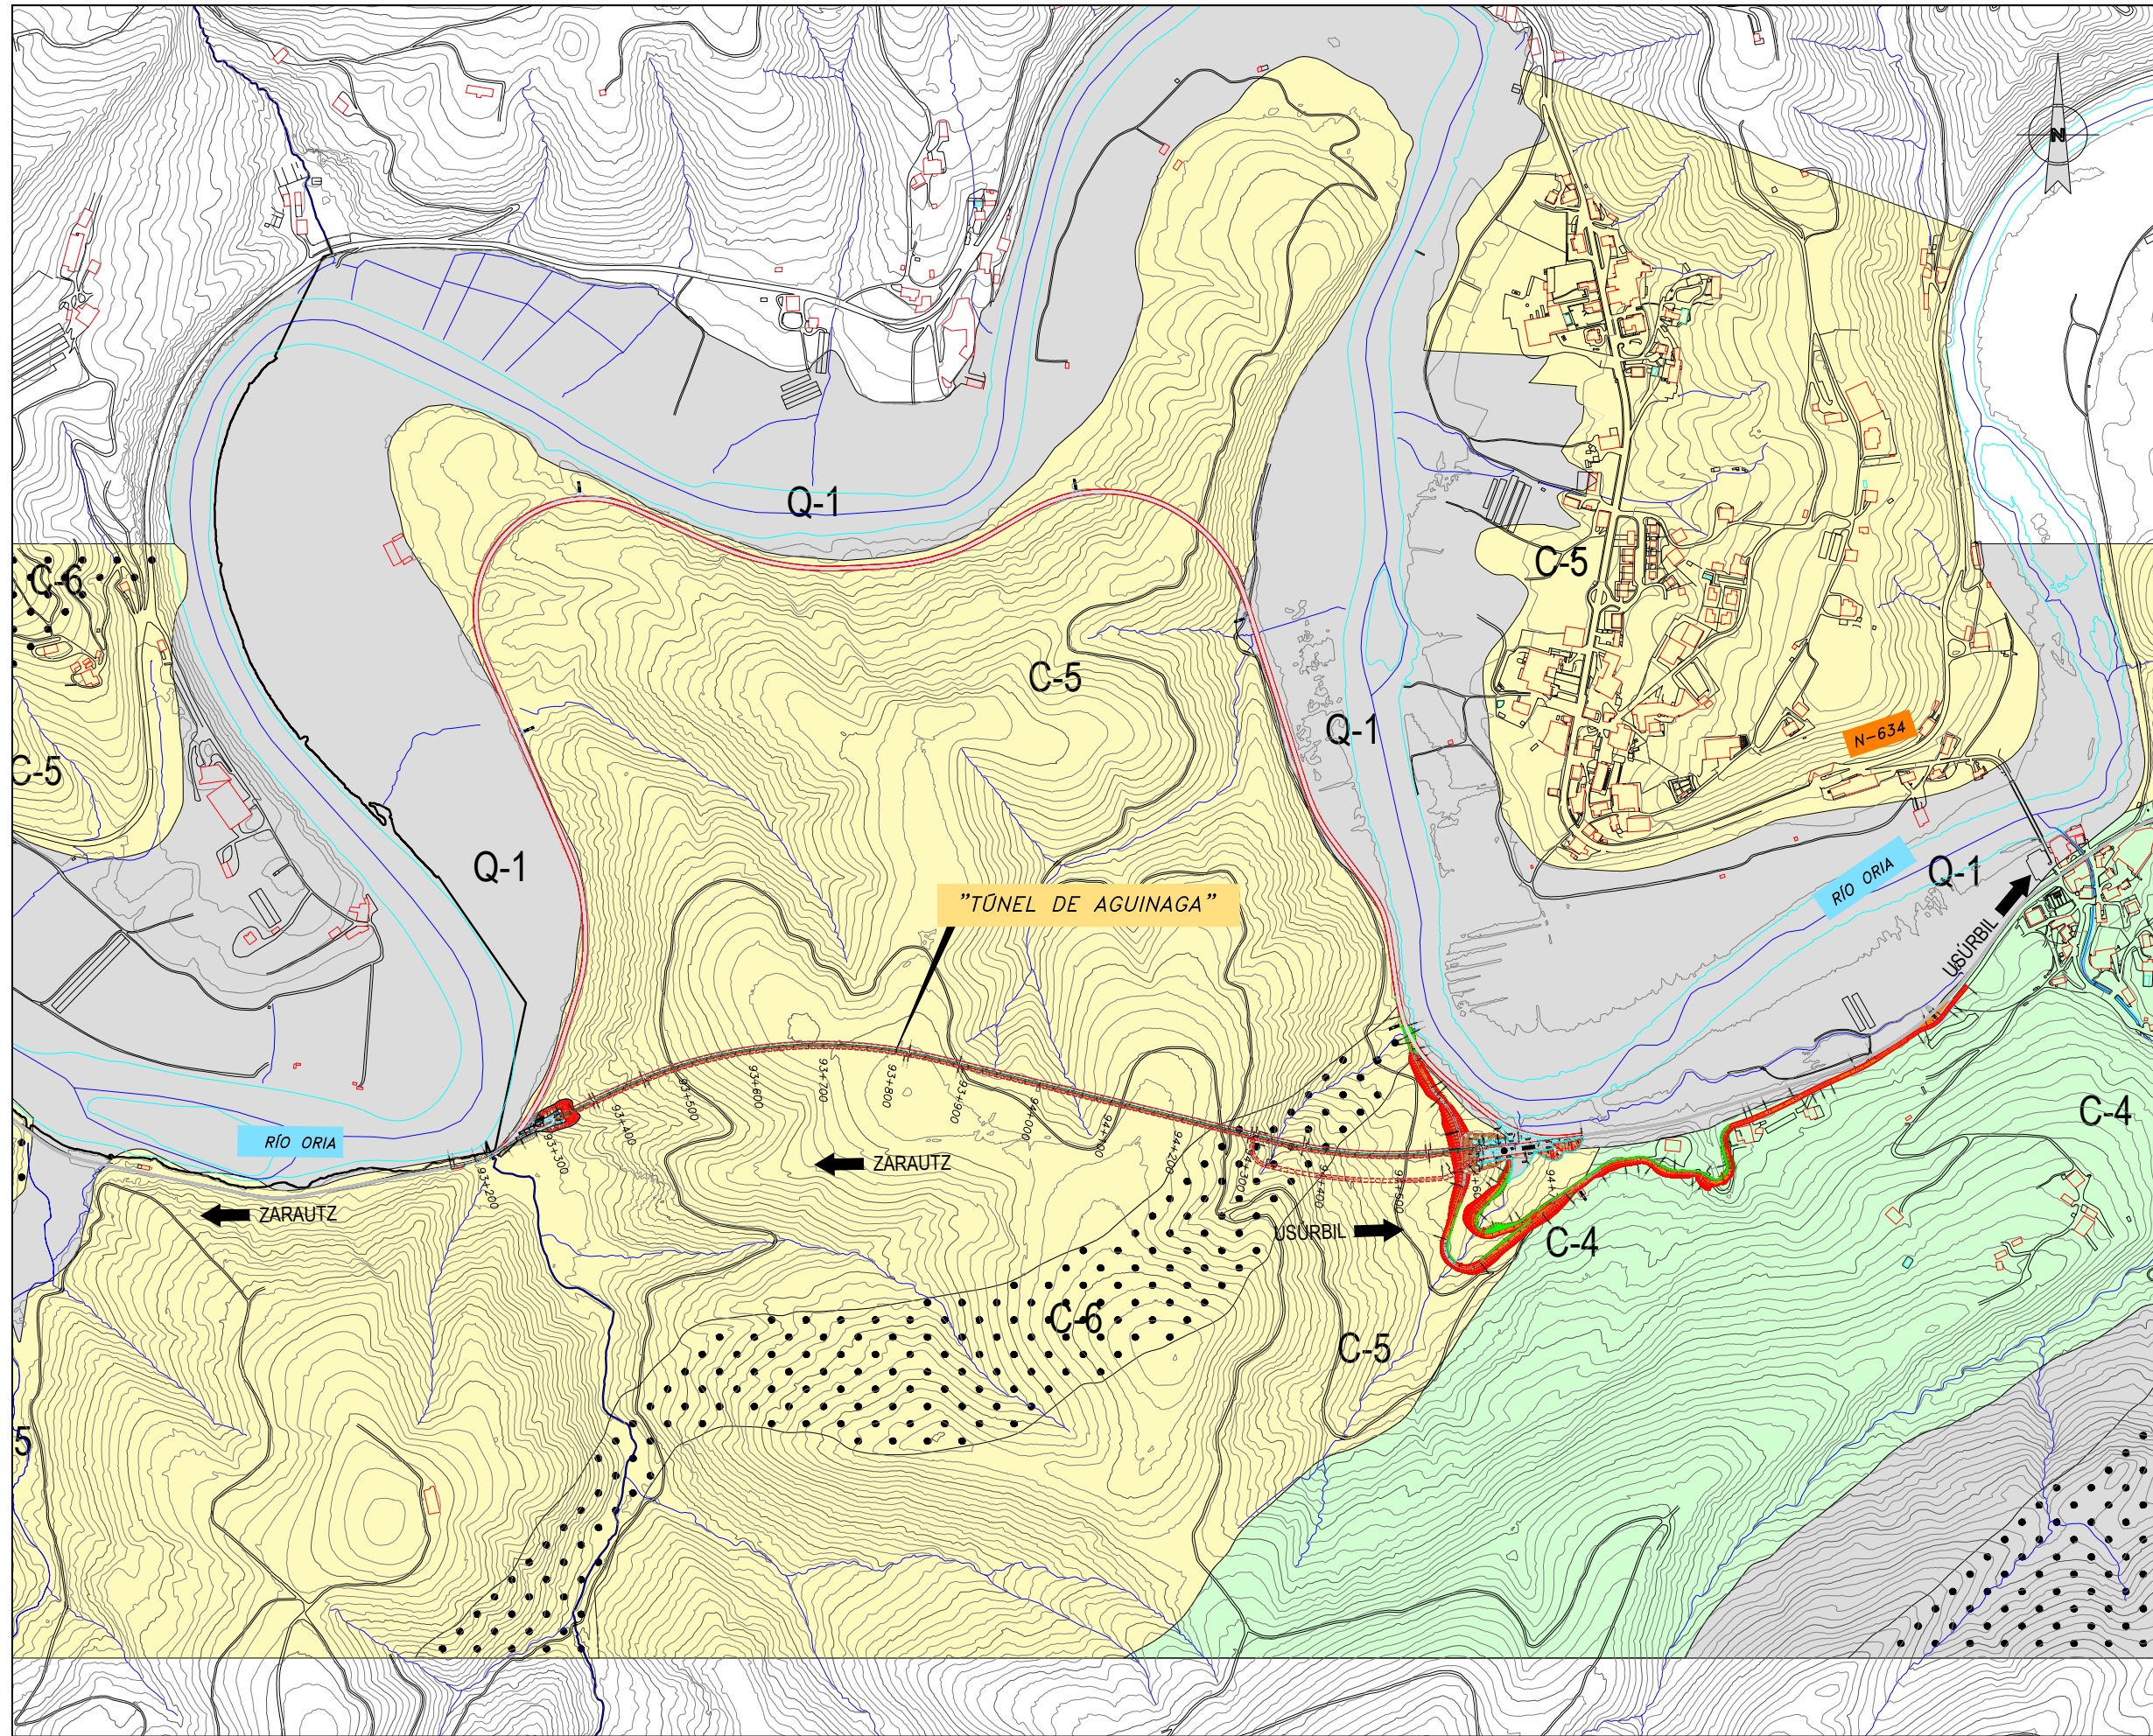 N
Q-1
C-5
C-6
C-5
Q-1
C-5
N-634
Q-1
Q-1
RÍO ORIA
USÚRBIL
"TÚNEL DE AGUINAGA"
93+200
93+300
93+400
93+500
93+600
93+700
93+800
93+900
94+000
94+100
94+200
94+300
94+400
94+500
RÍO ORIA
ZARAUTZ
ZARAUTZ
USÚRBIL
C-4
C-4
C-6
C-5
5